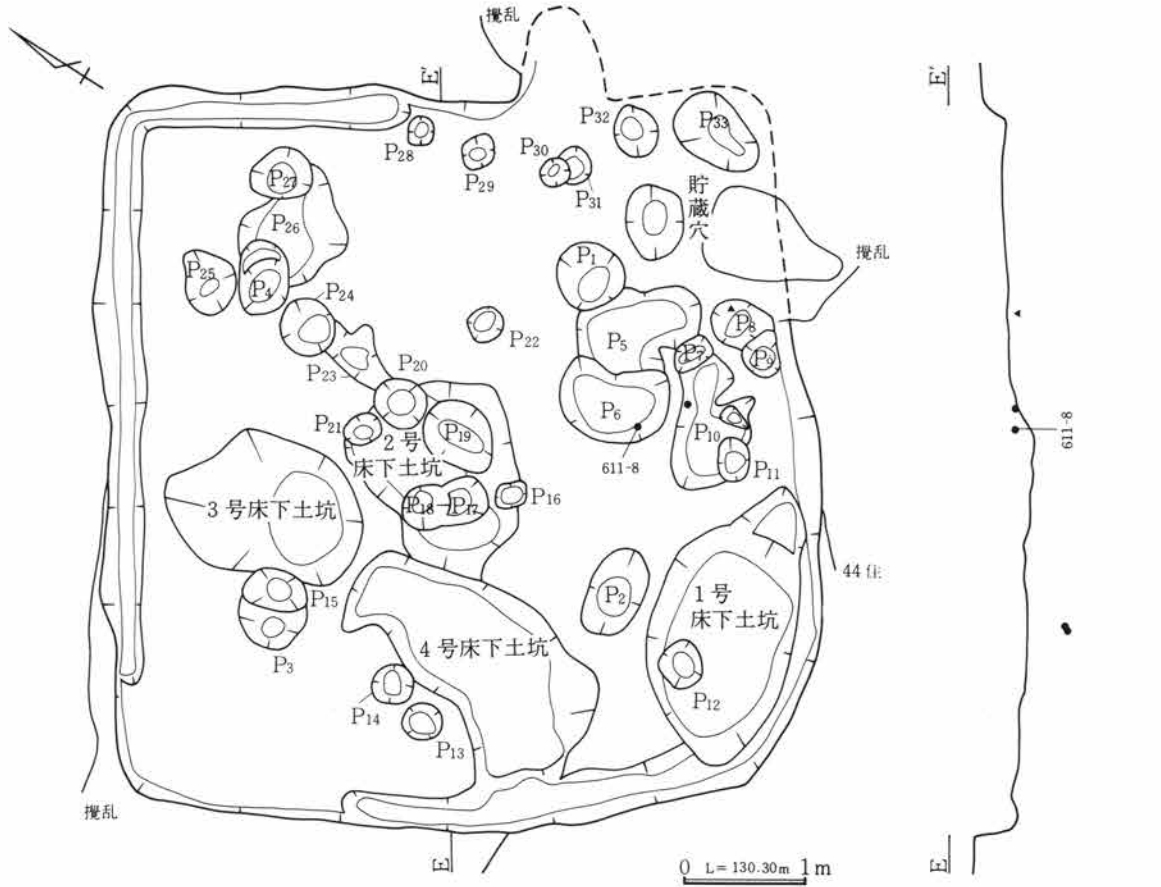 攪乱
E'
E'
P32
P33
P28
P29
P30
P31
貯蔵穴
P27
P26
P25
P4
P1
攪乱
P24
P22
P8
P5
P7
P9
P23
P20
P6
P21
P19
P10
2号
床下土坑
611-8
611-8
P11
3号床下土坑
P18
P17
P16
44住
P15
P2
1号
床下土坑
4号床下土坑
P3
P12
P14
P13
攪乱
E
E
0 L=130.30m 1m